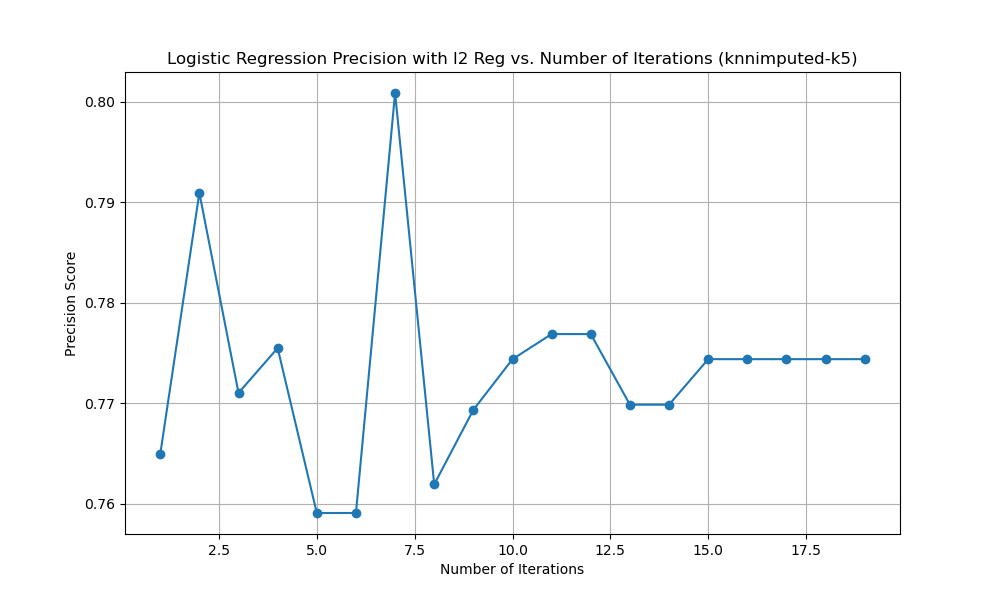 Logistic Regression Precision with l2 Reg vs. Number of Iterations (knnimputed-k5)
Precision Score
0.80
0.79
0.78
0.77
0.76
2.5 5.0 7.5 10.0 12.5 15.0 17.5
Number of Iterations